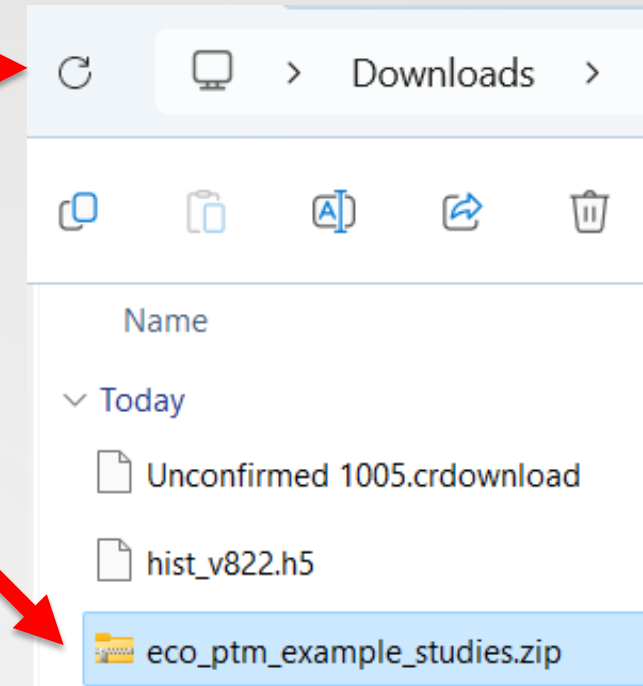 > Downloads >
Name
Today
Unconfirmed 1005.crdownload
hist_v822.h5
eco_ptm_example_studies.zip